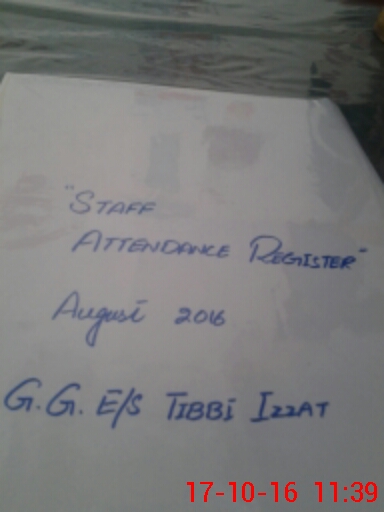 "STAFF
ATTENDANCE REGISTER"
August 2016
G.G. E/S TIBBI IZZAT
17-10-16 11:39